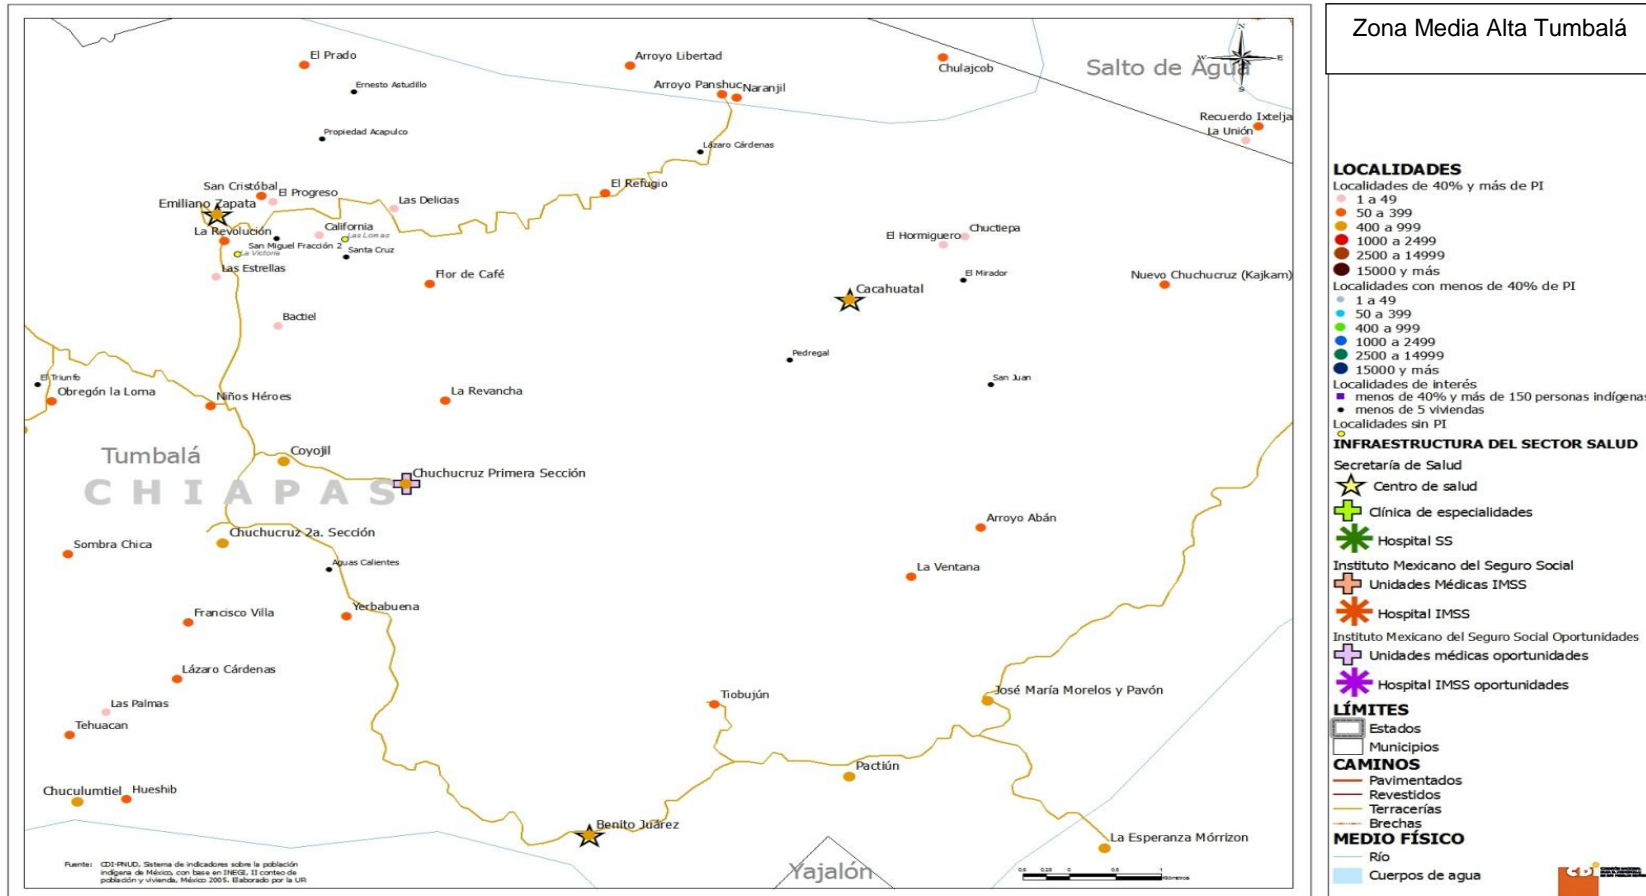 Zona Media Alta Tumbalá
El Prado
Arroyo Libertad
Chulajcob
Salto de Agua
N
W
E
S
Ernesto Astudillo
Arroyo Panshuc
Naranjil
Recuerdo Ixtelja
La Unión
Propiedad Acapulco
Lázaro Cárdenas
San Cristóbal
El Progreso
El Refugio
Emiliano Zapata
Las Delicias
La Revolución
California
Las Lomas
San Miguel Fracción 2
La Victoria
Santa Cruz
El Hormiguero
Chuctiepa
Las Estrellas
Flor de Café
El Mirador
Nuevo Chuchucruz (Kajkam)
Cacahuatal
Bactiel
Pedregal
El Triunfo
San Juan
Obregón la Loma
Niños Héroes
La Revancha
Tumbalá
Coyojil
Chuchucruz Primera Sección
CHIAPAS
Arroyo Abán
Chuchucruz 2a. Sección
Sombra Chica
Aguas Calientes
La Ventana
Francisco Villa
Yerbabuena
Lázaro Cárdenas
Las Palmas
Tiobujún
José María Morelos y Pavón
Tehuacan
Pactiún
Chuculumtiel
Hueshib
Benito Juárez
La Esperanza Mórrizon
Yajalón
Fuente: CDI-PNUD. Sistema de indicadores sobre la población
indígena de México, con base en INEGI, II conteo de
población y vivienda, México 2005. Elaborado por la UR
LOCALIDADES
Localidades de 40% y más de PI
1 a 49
50 a 399
400 a 999
1000 a 2499
2500 a 14999
15000 y más
Localidades con menos de 40% de PI
1 a 49
50 a 399
400 a 999
1000 a 2499
2500 a 14999
15000 y más
Localidades de interés
menos de 40% y más de 150 personas indígenas
menos de 5 viviendas
Localidades sin PI
INFRAESTRUCTURA DEL SECTOR SALUD
Secretaría de Salud
Centro de salud
Clínica de especialidades
Hospital SS
Instituto Mexicano del Seguro Social
Unidades Médicas IMSS
Hospital IMSS
Instituto Mexicano del Seguro Social Oportunidades
Unidades médicas oportunidades
Hospital IMSS oportunidades
LÍMITES
Estados
Municipios
CAMINOS
Pavimentados
Revestidos
Terracerías
Brechas
MEDIO FÍSICO
Río
Cuerpos de agua
CDI